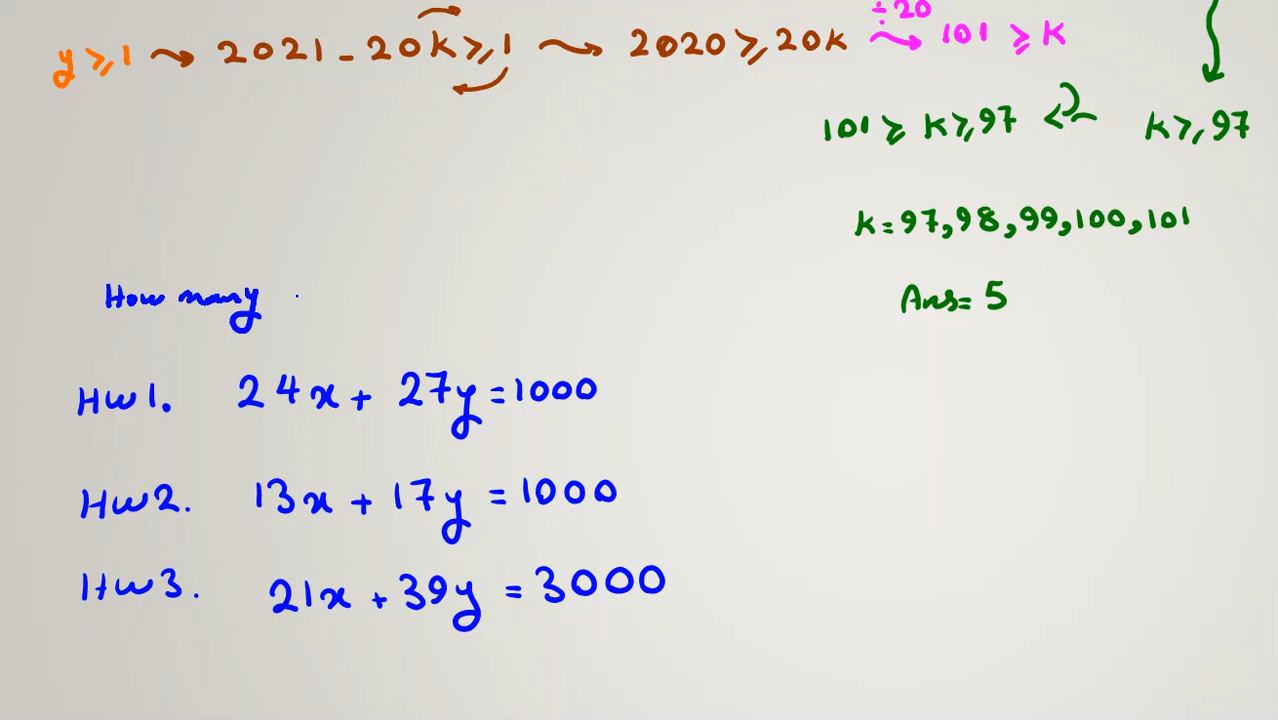 y ≥ 1 ⇝ 2021 - 20k ≥ 1 ⇝ 2020 ≥ 20k ÷20 ⇝ 101 ≥ k
101 ≥ k ≥ 97 k ≥ 97
k = 97, 98, 99, 100, 101
How many
Ans = 5
HW1. 24x + 27y = 1000
HW2. 13x + 17y = 1000
HW3. 21x + 39y = 3000